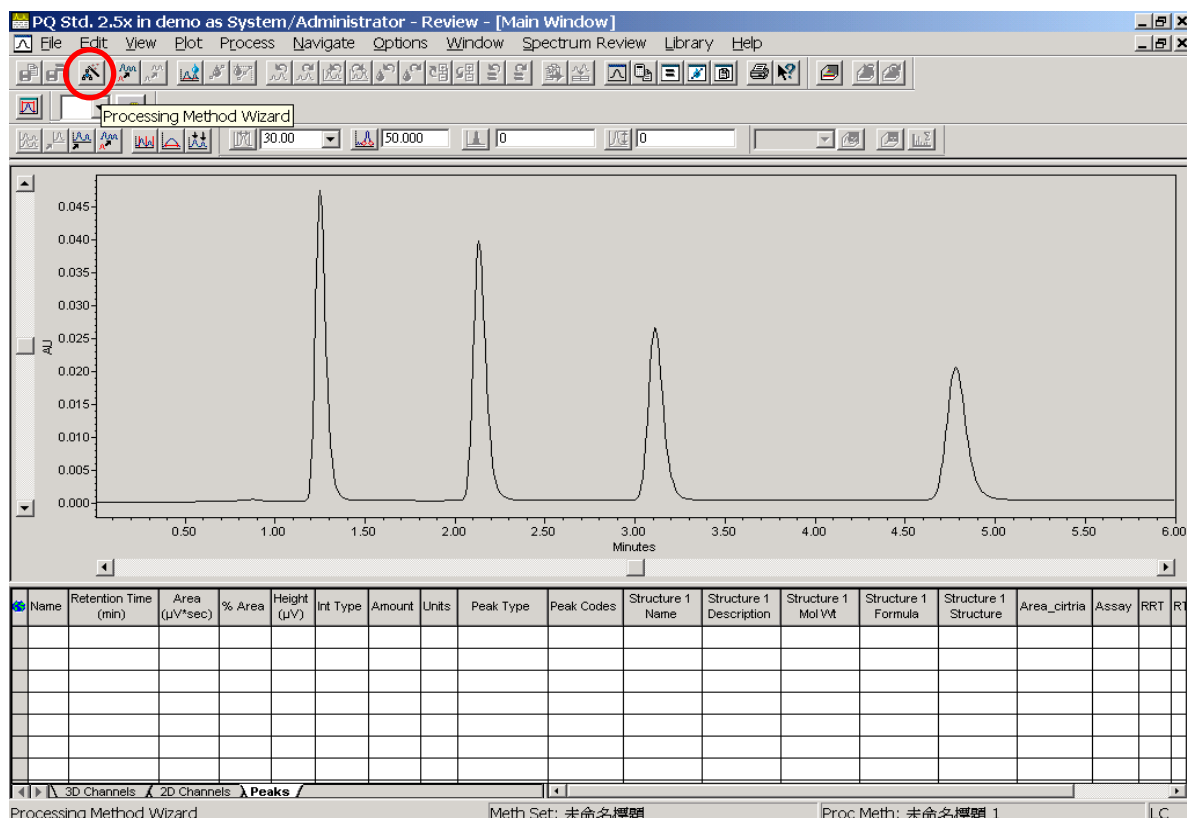 PQ Std. 2.5x in demo as System/Administrator - Review - [Main Window]
File Edit View Plot Process Navigate Options Window Spectrum Review Library Help
Processing Method Wizard
30.00 50.000 0 0
0.045
0.040
0.035
0.030
0.025
0.020
0.015
0.010
0.005
0.000
AU
0.50 1.00 1.50 2.00 2.50 3.00 3.50 4.00 4.50 5.00 5.50 6.00
Minutes
Name Retention Time (min) Area (µV*sec) % Area Height (µV) Int Type Amount Units Peak Type Peak Codes Structure 1 Name Structure 1 Description Structure 1 Mol Wt Structure 1 Formula Structure 1 Structure Area_cirtria Assay RRT RT
3D Channels 2D Channels Peaks
Processing Method Wizard Meth Set: 未命名標題 Proc Meth: 未命名標題 1 LC